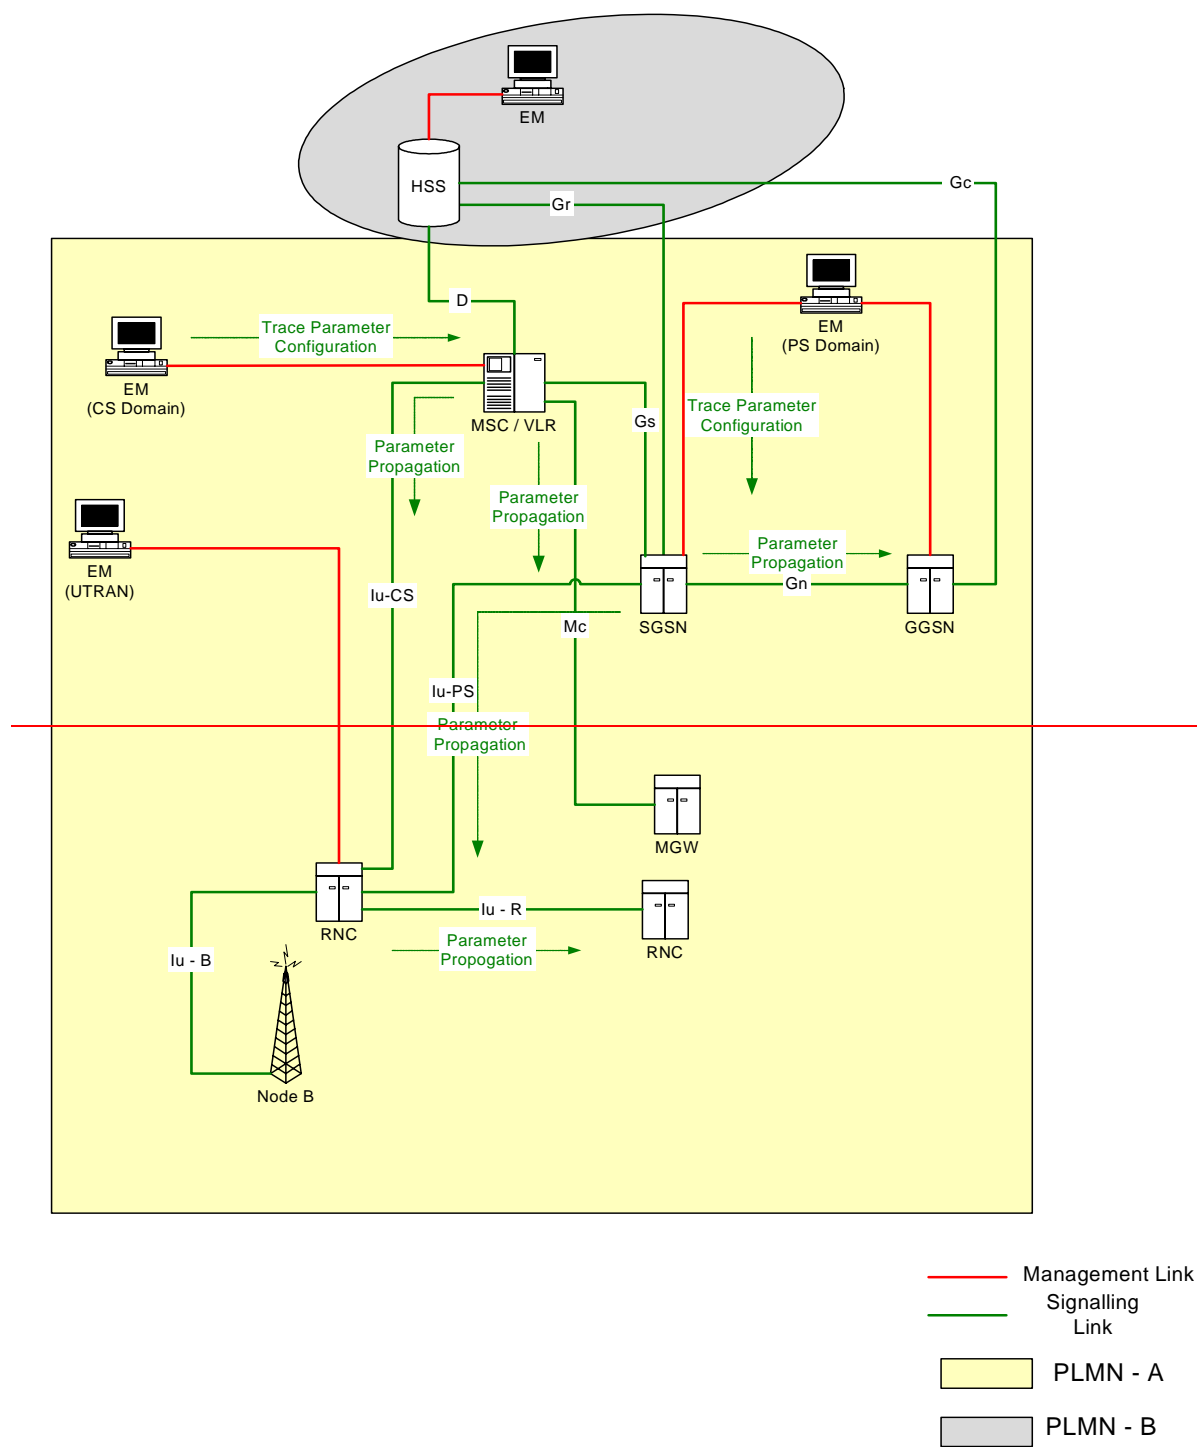 EM
HSS
Gc
Gr
D
Trace Parameter
Configuration
EM
(PS Domain)
EM
(CS Domain)
MSC / VLR
Gs
Trace Parameter
Configuration
Parameter
Propagation
Parameter
Propagation
Parameter
Propagation
EM
(UTRAN)
Iu-CS
Gn
SGSN
GGSN
Mc
Iu-PS
Parameter
Propagation
MGW
Iu - R
RNC
Parameter
Propogation
RNC
Iu - B
Node B
Management Link
Signalling
Link
PLMN - A
PLMN - B